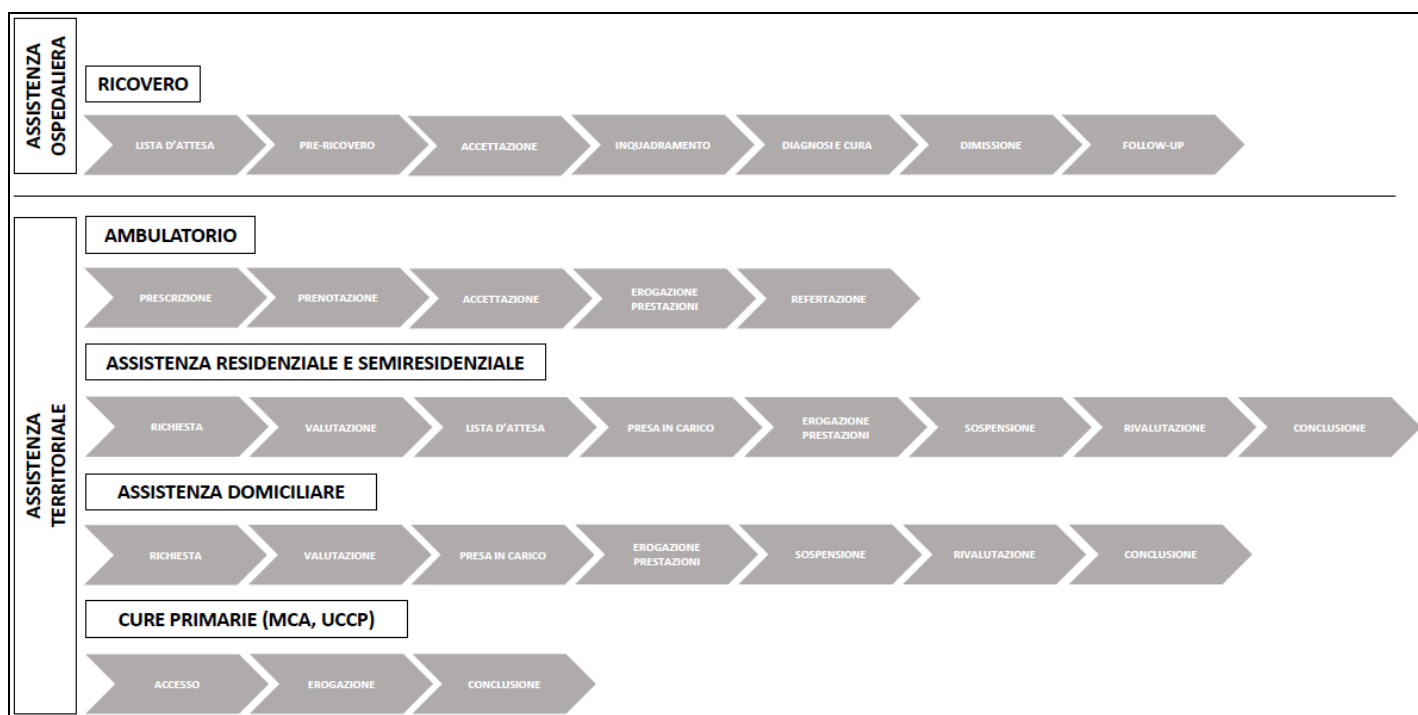 ASSISTENZA
OSPEDALIERA
RICOVERO
LISTA D'ATTESA
PRE-RICOVERO
ACCETTAZIONE
INQUADRAMENTO
DIAGNOSI E CURA
DIMISSIONE
FOLLOW-UP
ASSISTENZA
TERRITORIALE
AMBULATORIO
PRESCRIZIONE
PRENOTAZIONE
ACCETTAZIONE
EROGAZIONE
PRESTAZIONI
REFERTAZIONE
ASSISTENZA RESIDENZIALE E SEMIRESIDENZIALE
RICHIESTA
VALUTAZIONE
LISTA D'ATTESA
PRESA IN CARICO
EROGAZIONE
PRESTAZIONI
SOSPENSIONE
RIVALUTAZIONE
CONCLUSIONE
ASSISTENZA DOMICILIARE
RICHIESTA
VALUTAZIONE
PRESA IN CARICO
EROGAZIONE
PRESTAZIONI
SOSPENSIONE
RIVALUTAZIONE
CONCLUSIONE
CURE PRIMARIE (MCA, UCCP)
ACCESSO
EROGAZIONE
CONCLUSIONE